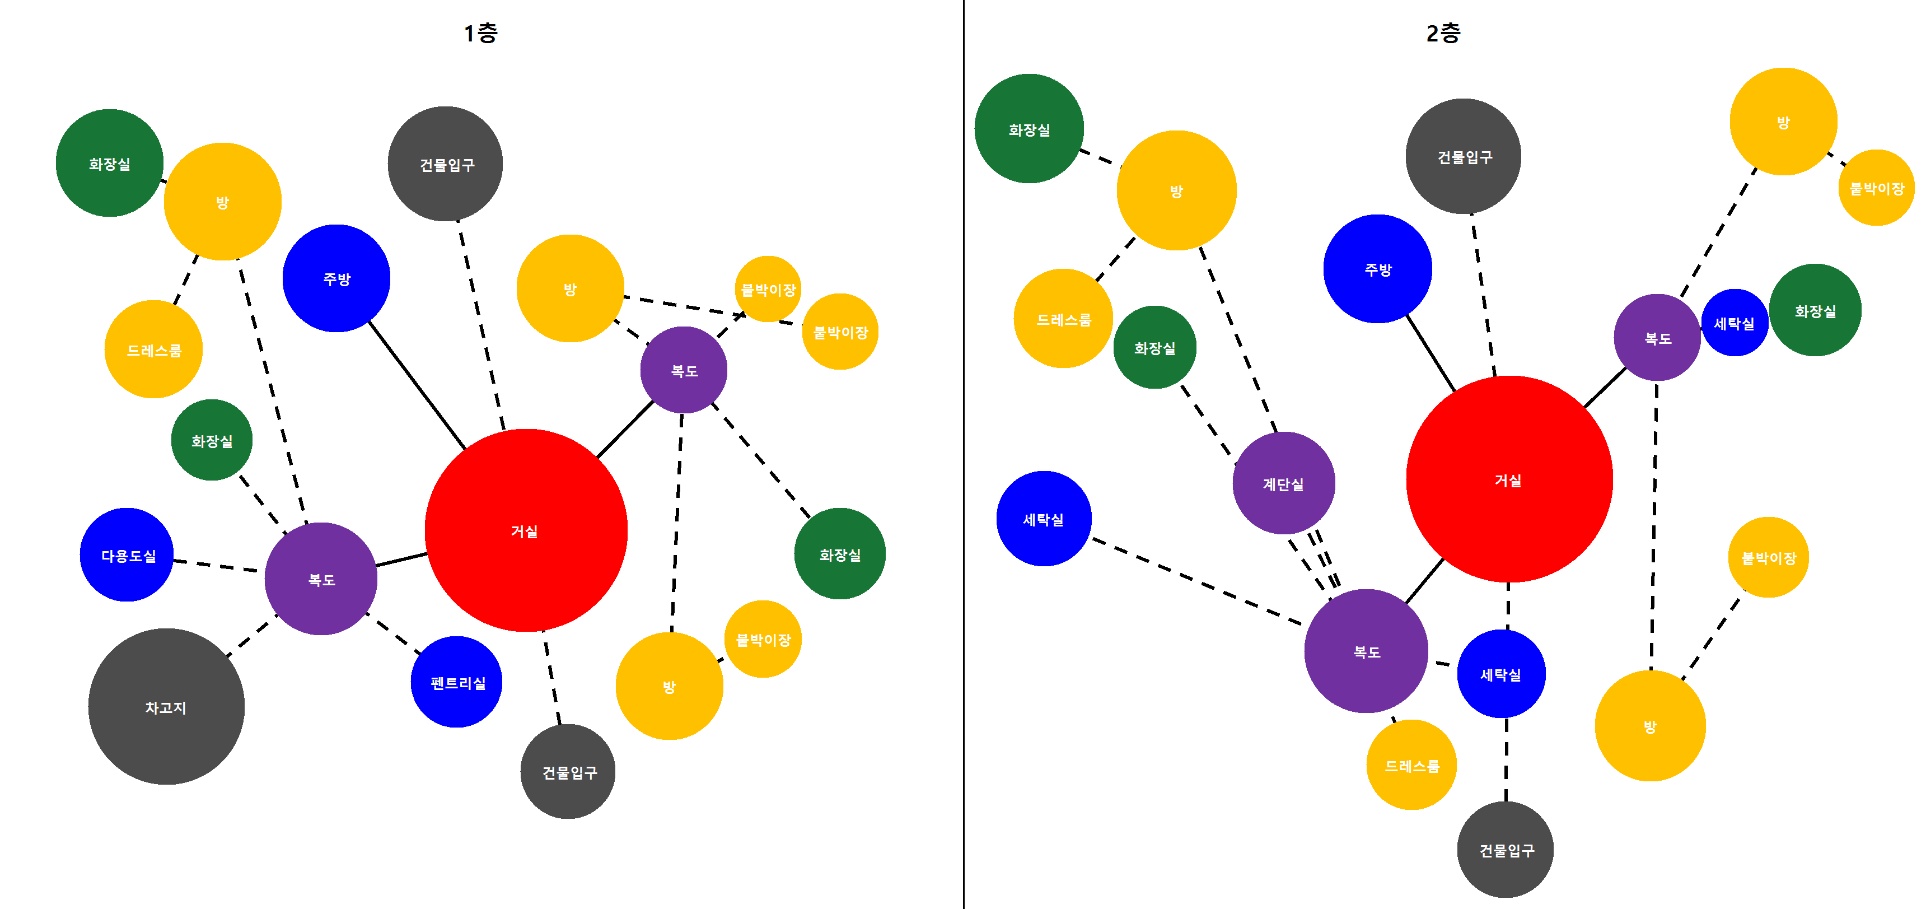 1층
화장실
방
건물입구
주방
방
붙박이장
붙박이장
드레스룸
복도
화장실
거실
다용도실
복도
화장실
붙박이장
펜트리실
방
차고지
건물입구
2층
방
화장실
건물입구
붙박이장
방
주방
화장실
드레스룸
세탁실
복도
화장실
계단실
거실
세탁실
붙박이장
복도
세탁실
방
드레스룸
건물입구